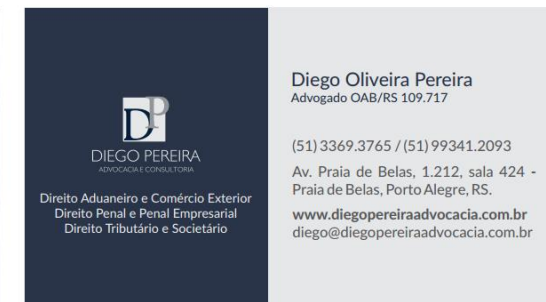 DP
DIEGO PEREIRA
ADVOCACIA E CONSULTORIA
Direito Aduaneiro e Comércio Exterior
Direito Penal e Penal Empresarial
Direito Tributário e Societário
Diego Oliveira Pereira
Advogado OAB/RS 109.717
(51) 3369.3765 / (51) 99341.2093
Av. Praia de Belas, 1.212, sala 424 -
Praia de Belas, Porto Alegre, RS.
www.diegopereiraadvocacia.com.br
diego@diegopereiraadvocacia.com.br